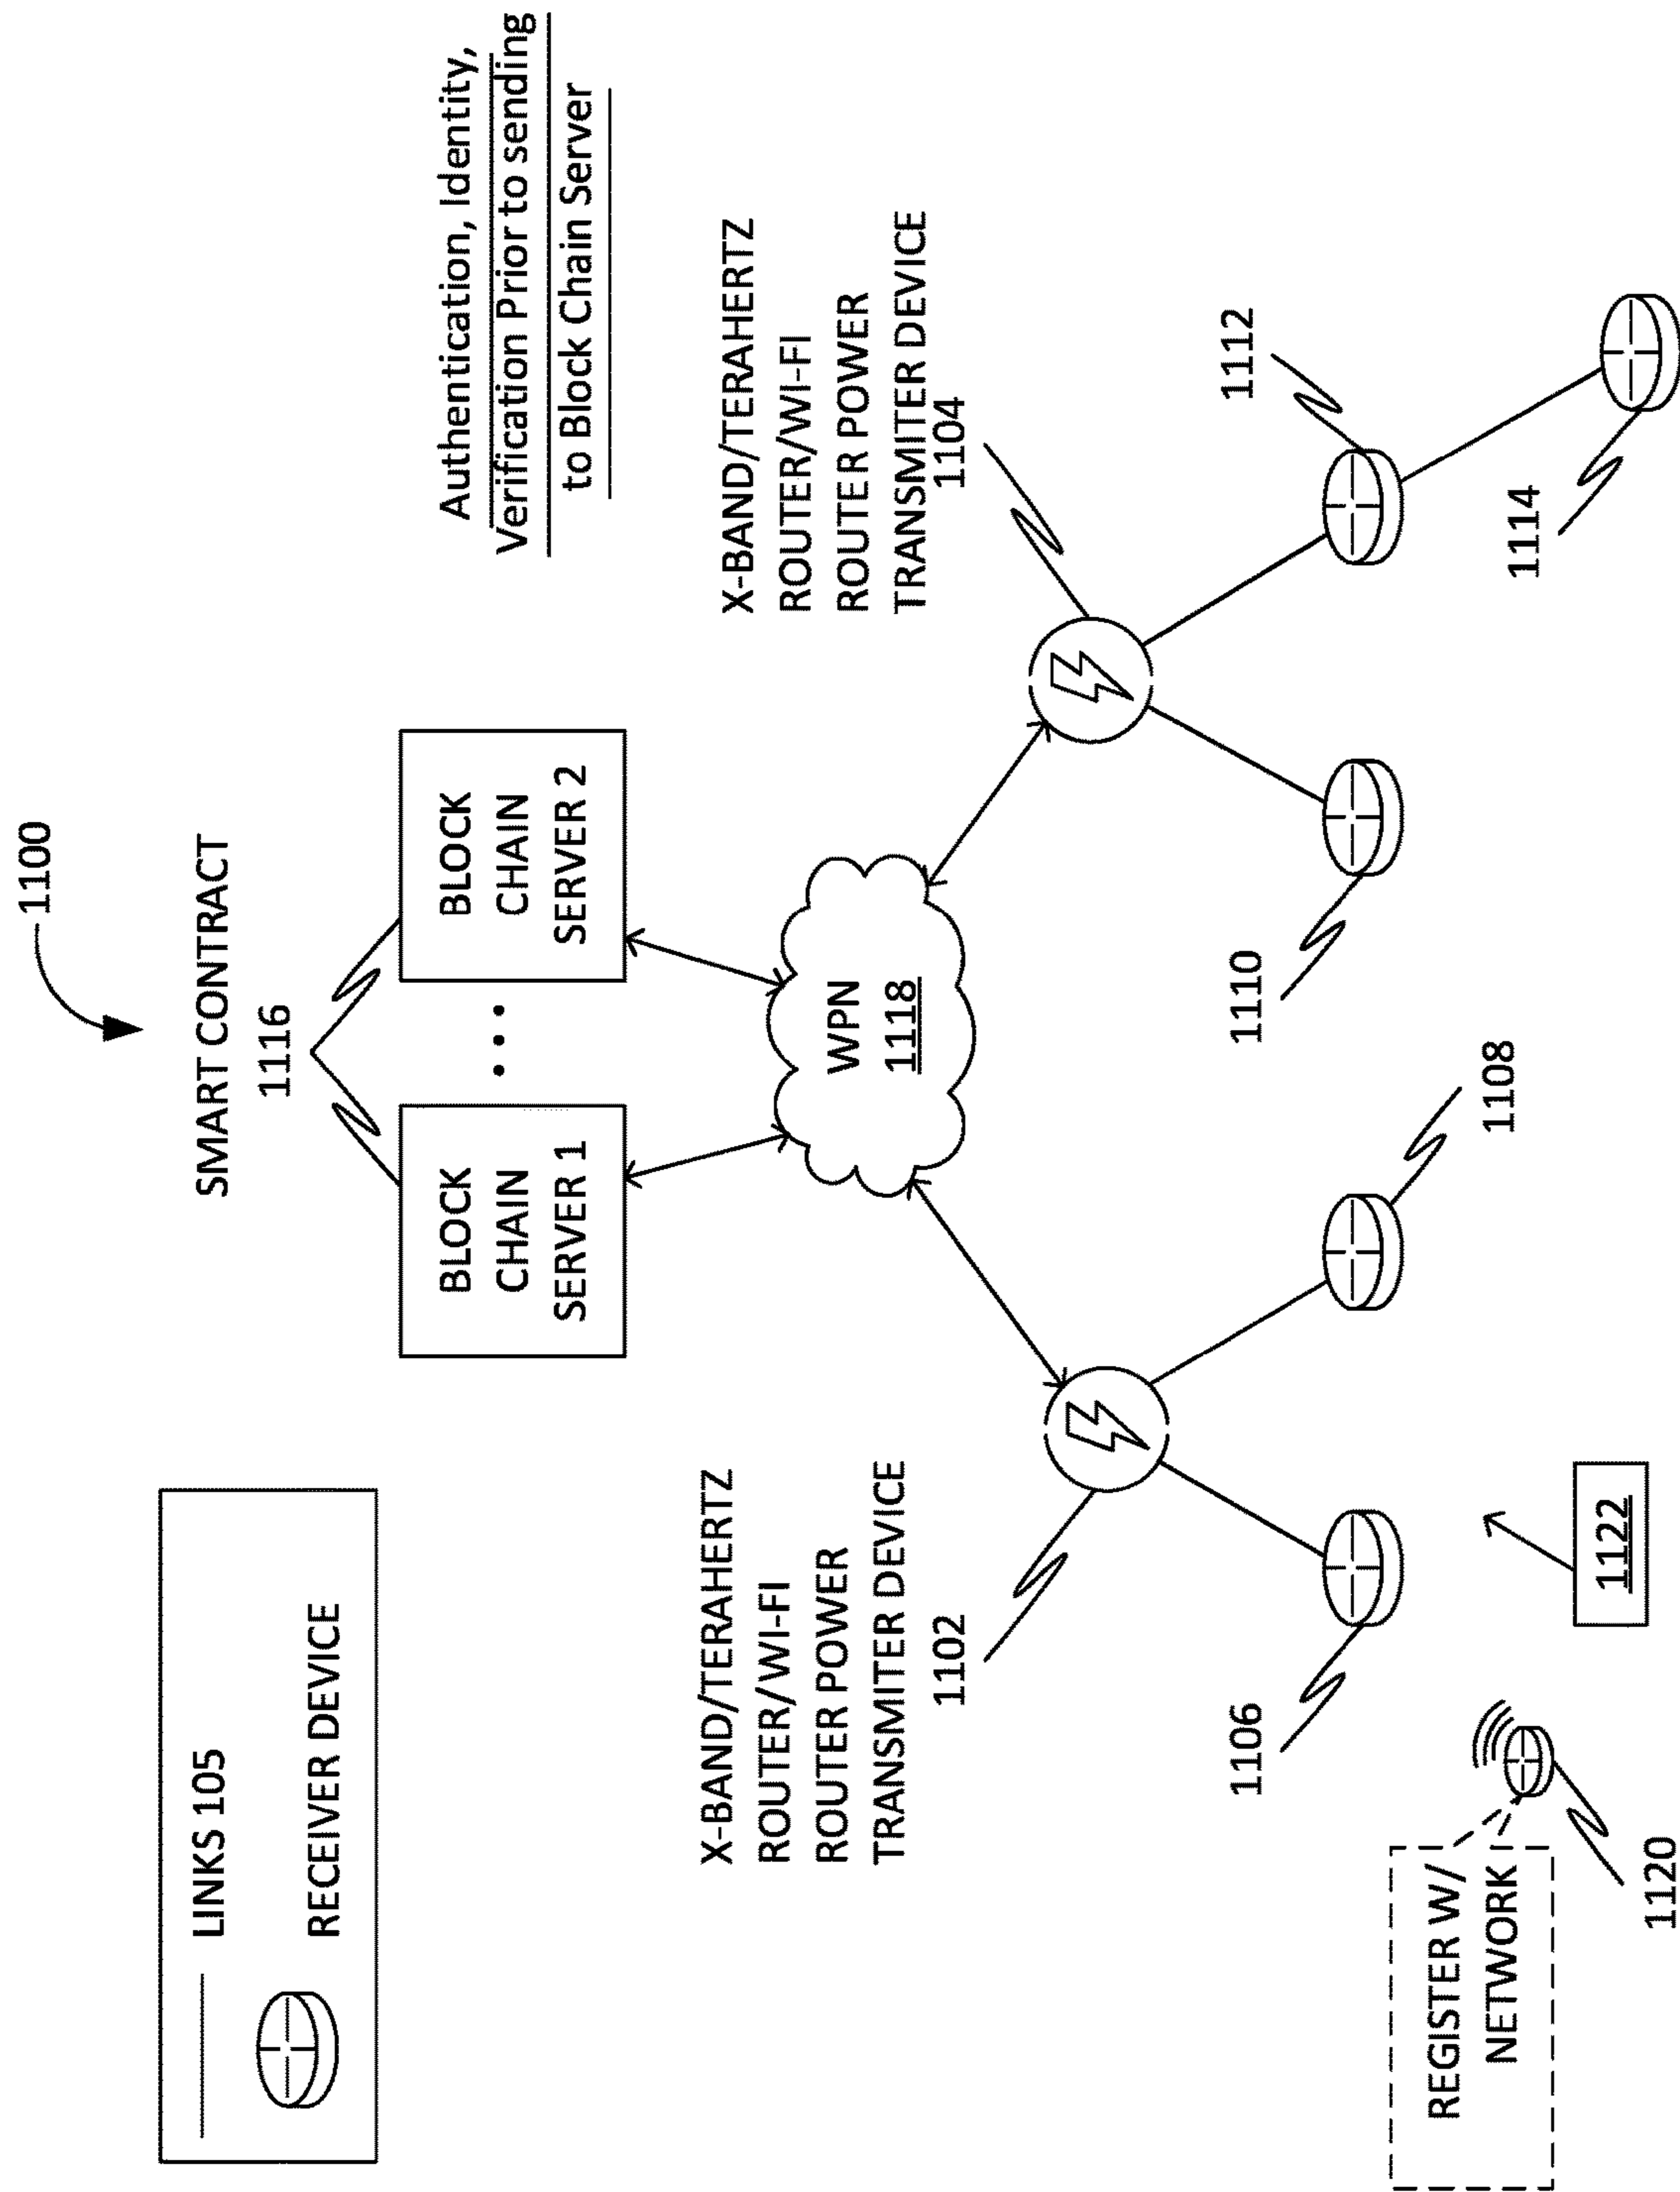 1100
SMART CONTRACT
1116
LINKS 105
RECEIVER DEVICE
BLOCK
CHAIN
SERVER 1
BLOCK
CHAIN
SERVER 2
Authentication, Identity,
Verification Prior to sending
to Block Chain Server
WPN
1118
X-BAND/TERAHERTZ
ROUTER/WI-FI
ROUTER POWER
TRANSMITER DEVICE
1102
X-BAND/TERAHERTZ
ROUTER/WI-FI
ROUTER POWER
TRANSMITER DEVICE
1104
1106
1108
1110
1112
1114
REGISTER W/
NETWORK
1120
1122